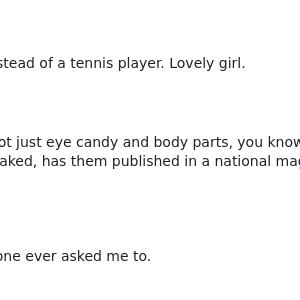 stead of a tennis player. Lovely girl.
ot just eye candy and body parts, you know
aked, has them published in a national mag
one ever asked me to.